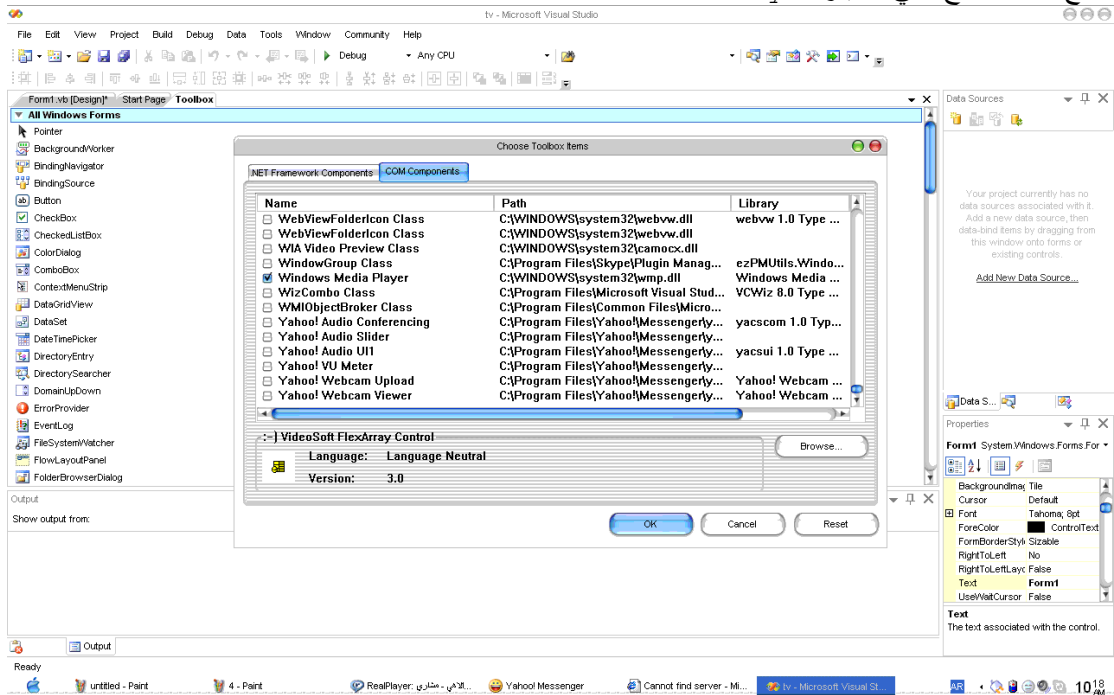 tv - Microsoft Visual Studio
File Edit View Project Build Debug Data Tools Window Community Help
Debug Any CPU
Form1.vb [Design]* Start Page Toolbox
All Windows Forms
Pointer
BackgroundWorker
BindingNavigator
BindingSource
Button
CheckBox
CheckedListBox
ColorDialog
ComboBox
ContextMenuStrip
DataGridView
DataSet
DateTimePicker
DirectoryEntry
DirectorySearcher
DomainUpDown
ErrorProvider
EventLog
FileSystemWatcher
FlowLayoutPanel
FolderBrowserDialog
Choose Toolbox Items
.NET Framework Components COM Components
Name Path Library
WebViewFolderIcon Class C:\WINDOWS\system32\webvw.dll webvw 1.0 Type ...
WebViewFolderIcon Class C:\WINDOWS\system32\webvw.dll
WIA Video Preview Class C:\WINDOWS\system32\camocx.dll
WindowGroup Class C:\Program Files\Skype\Plugin Manag... ezPMUtils.Windo...
Windows Media Player C:\WINDOWS\system32\wmp.dll Windows Media ...
WizCombo Class C:\Program Files\Microsoft Visual Stud... VCWiz 8.0 Type ...
WMIObjectBroker Class C:\Program Files\Common Files\Micro...
Yahoo! Audio Conferencing C:\Program Files\Yahoo!\Messenger\y... yacscom 1.0 Typ...
Yahoo! Audio Slider C:\Program Files\Yahoo!\Messenger\y...
Yahoo! Audio UI1 C:\Program Files\Yahoo!\Messenger\y... yacsui 1.0 Type ...
Yahoo! VU Meter C:\Program Files\Yahoo!\Messenger\y...
Yahoo! Webcam Upload C:\Program Files\Yahoo!\Messenger\y... Yahoo! Webcam ...
Yahoo! Webcam Viewer C:\Program Files\Yahoo!\Messenger\y... Yahoo! Webcam ...
:-) VideoSoft FlexArray Control
Language: Language Neutral
Version: 3.0
Browse...
OK Cancel Reset
Data Sources
Your project currently has no
data sources associated with it.
Add a new data source, then
data-bind items by dragging from
this window onto forms or
existing controls.
Add New Data Source...
Data S...
Properties
Form1 System.Windows.Forms.For
BackgroundImag Tile
Cursor Default
Font Tahoma; 8pt
ForeColor ControlText
FormBorderStyle Sizable
RightToLeft No
RightToLeftLayc False
Text Form1
UseWaitCursor False
Text
The text associated with the control.
Output
Show output from:
Output
Ready
untitled - Paint
4 - Paint
RealPlayer: الاهي - مشاري...
Yahoo! Messenger
Cannot find server - Mi...
tv - Microsoft Visual St...
AR
10 18 AM